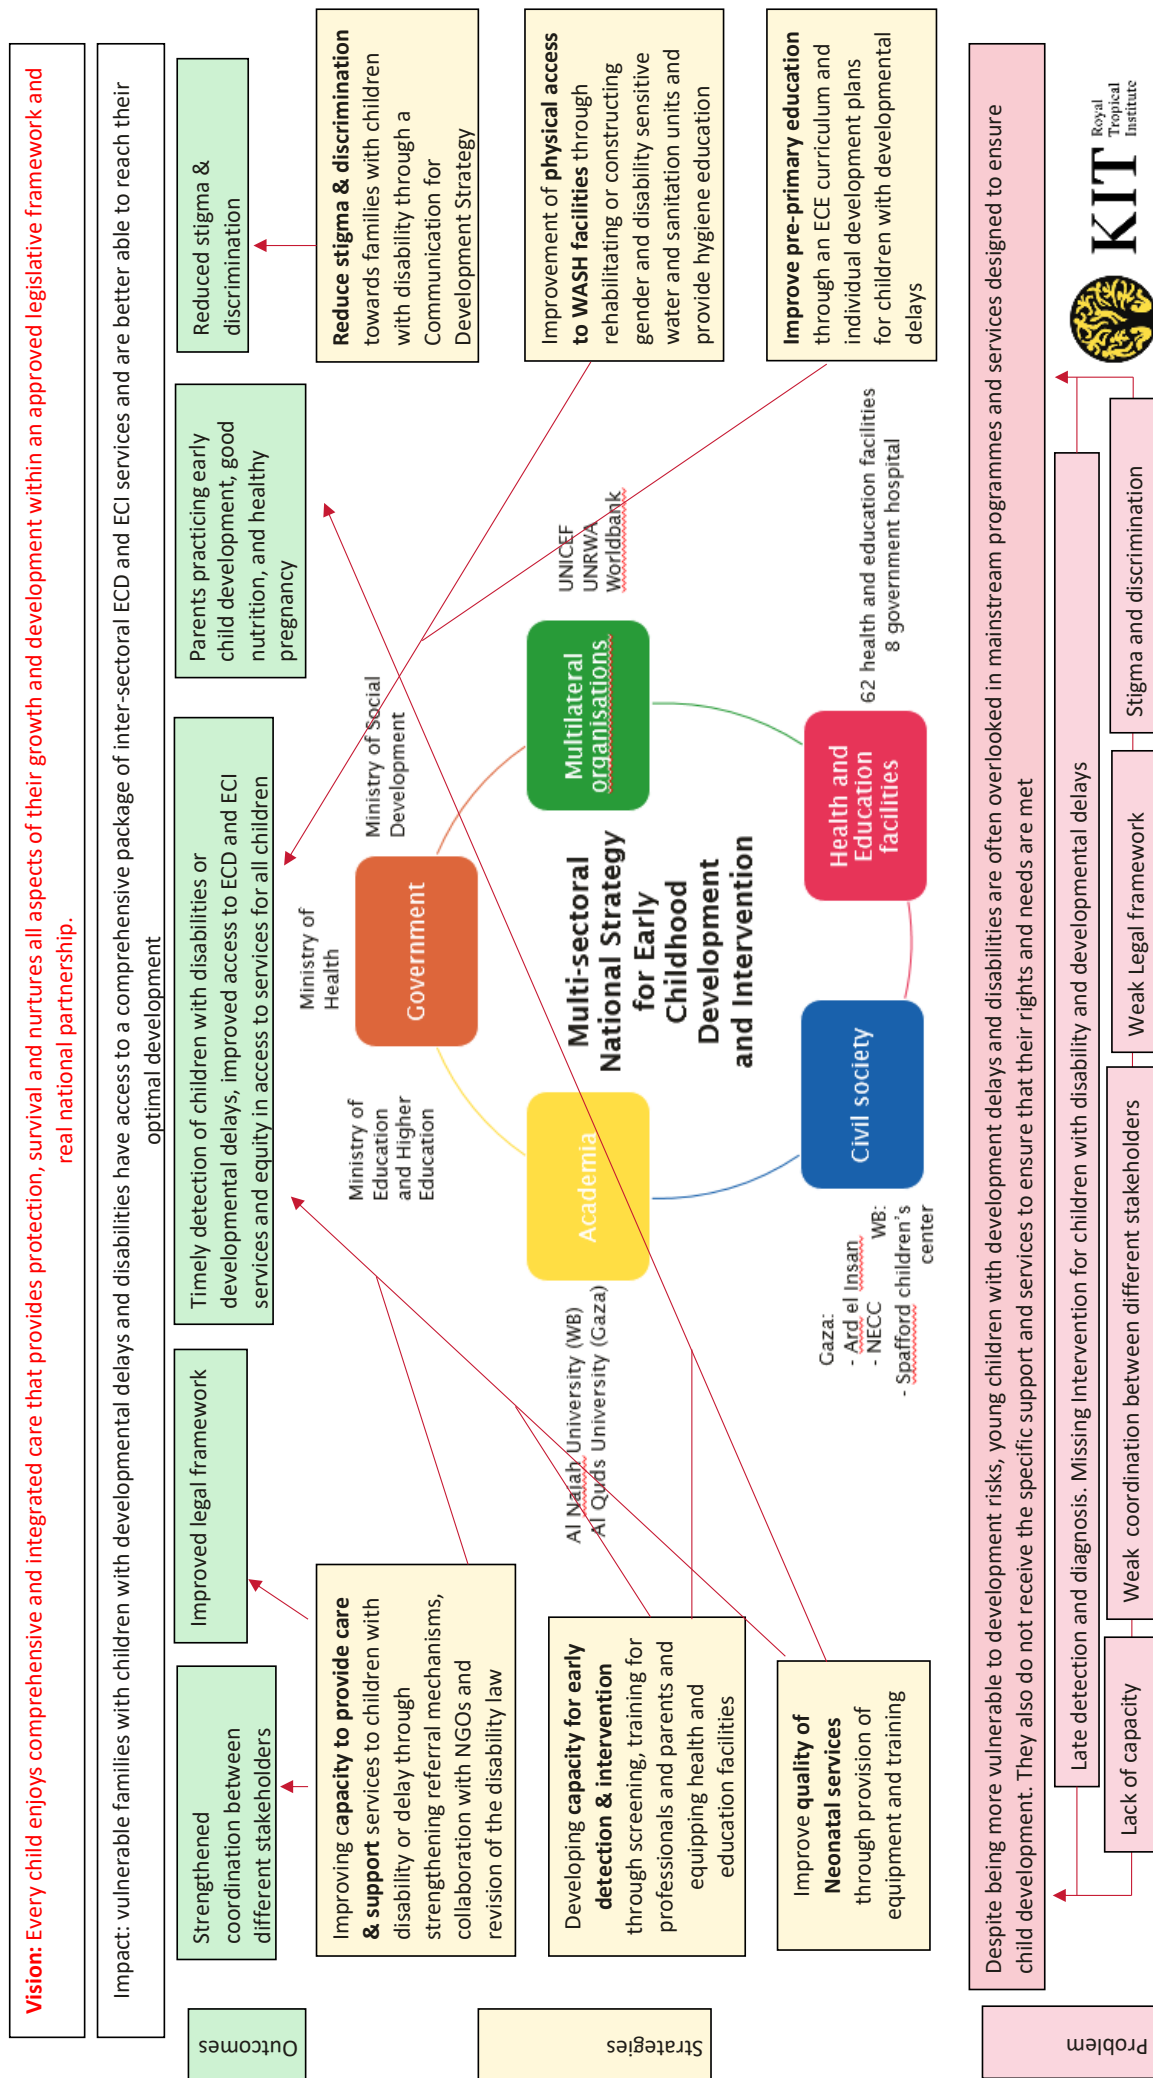 Vision: Every child enjoys comprehensive and integrated care that provides protection, survival and nurtures all aspects of their growth and development within an approved legislative framework and
real national partnership.
Impact: vulnerable families with children with developmental delays and disabilities have access to a comprehensive package of inter-sectoral ECD and ECI services and are better able to reach their
optimal development
Outcomes
Strengthened
coordination between
different stakeholders
Improved legal framework
Timely detection of children with disabilities or
developmental delays, improved access to ECD and ECI
services and equity in access to services for all children
Parents practicing early
child development, good
nutrition, and healthy
pregnancy
Reduced stigma &
discrimination
Strategies
Improving capacity to provide care
& support services to children with
disability or delay through
strengthening referral mechanisms,
collaboration with NGOs and
revision of the disability law
Developing capacity for early
detection & intervention
through screening, training for
professionals and parents and
equipping health and
education facilities
Improve quality of
Neonatal services
through provision of
equipment and training
Ministry of
Education
and Higher
Education
Ministry of
Health
Ministry of Social
Development
Government
Academia
Al Najah University (WB)
Al Quds University (Gaza)
Multilateral
organisations
UNICEF
UNRWA
Worldbank
Multi-sectoral
National Strategy
for Early
Childhood
Development
and Intervention
Civil society
Gaza:
- Ard el Insan
- NECC
WB:
- Spafford children's
center
Health and
Education
facilities
62 health and education facilities
8 government hospital
Reduce stigma & discrimination
towards families with children
with disability through a
Communication for
Development Strategy
Improvement of physical access
to WASH facilities through
rehabilitating or constructing
gender and disability sensitive
water and sanitation units and
provide hygiene education
Improve pre-primary education
through an ECE curriculum and
individual development plans
for children with developmental
delays
Problem
Despite being more vulnerable to development risks, young children with development delays and disabilities are often overlooked in mainstream programmes and services designed to ensure
child development. They also do not receive the specific support and services to ensure that their rights and needs are met
Late detection and diagnosis. Missing Intervention for children with disability and developmental delays
Lack of capacity
Weak coordination between different stakeholders
Weak Legal framework
Stigma and discrimination
KIT
Royal
Tropical
Institute